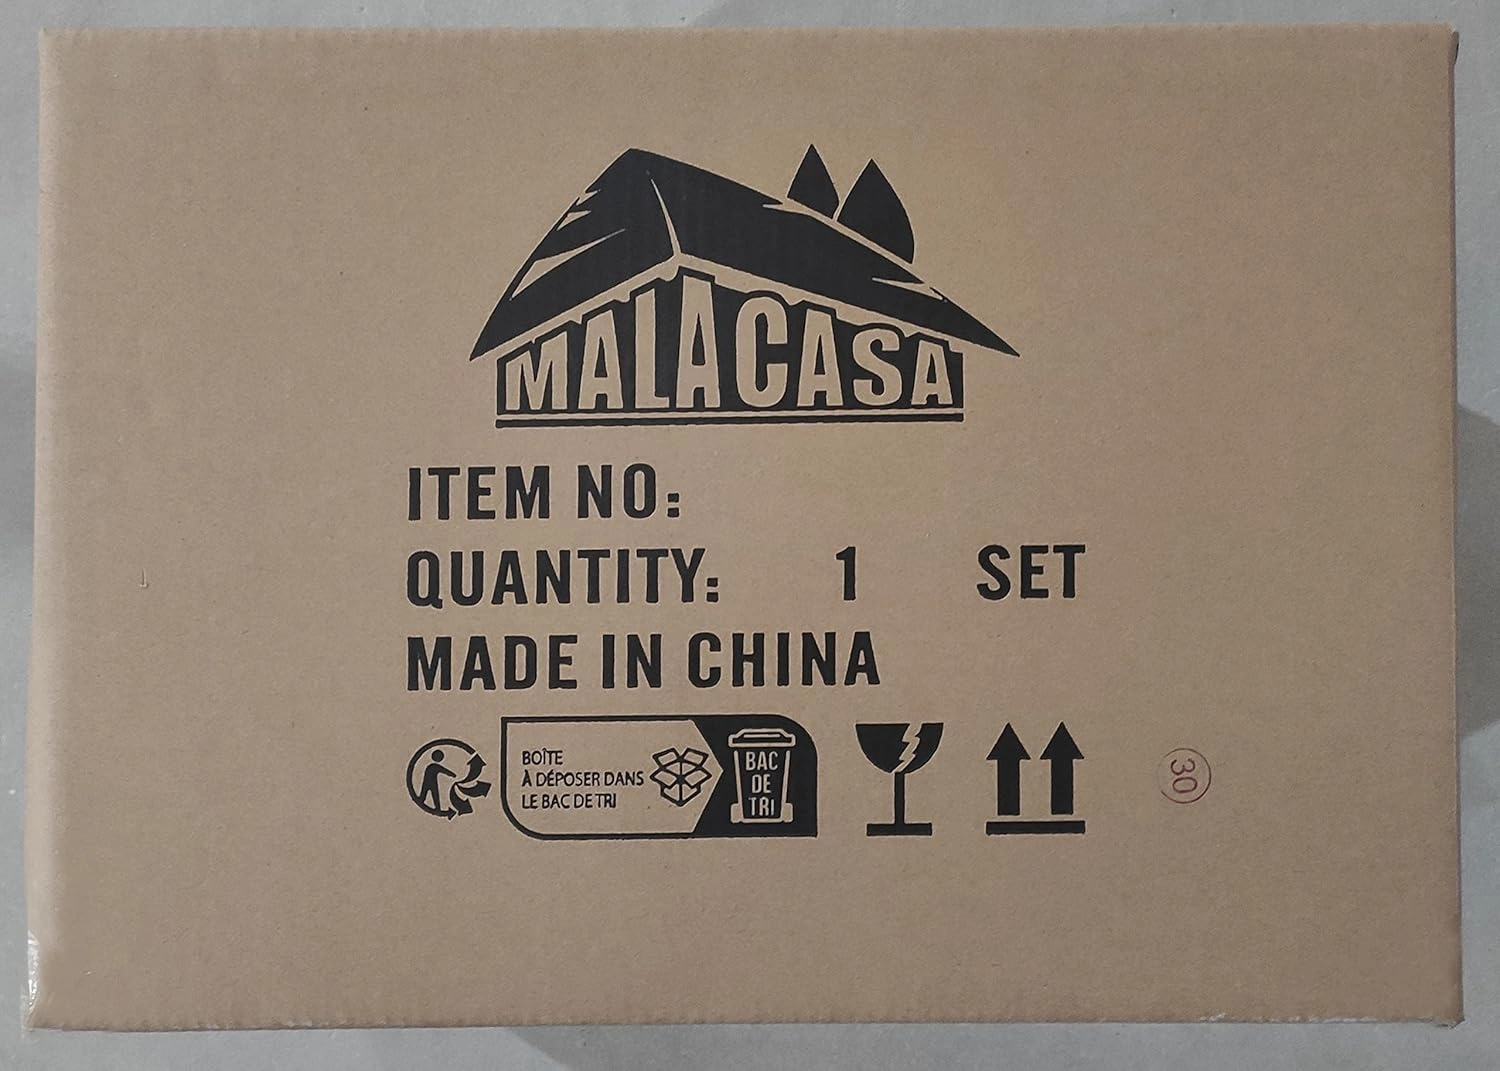 MALACASA
ITEM NO:
QUANTITY: 1 SET
MADE IN CHINA
BOÎTE
À DÉPOSER DANS
LE BAC DE TRI
BAC
DE
TRI
30